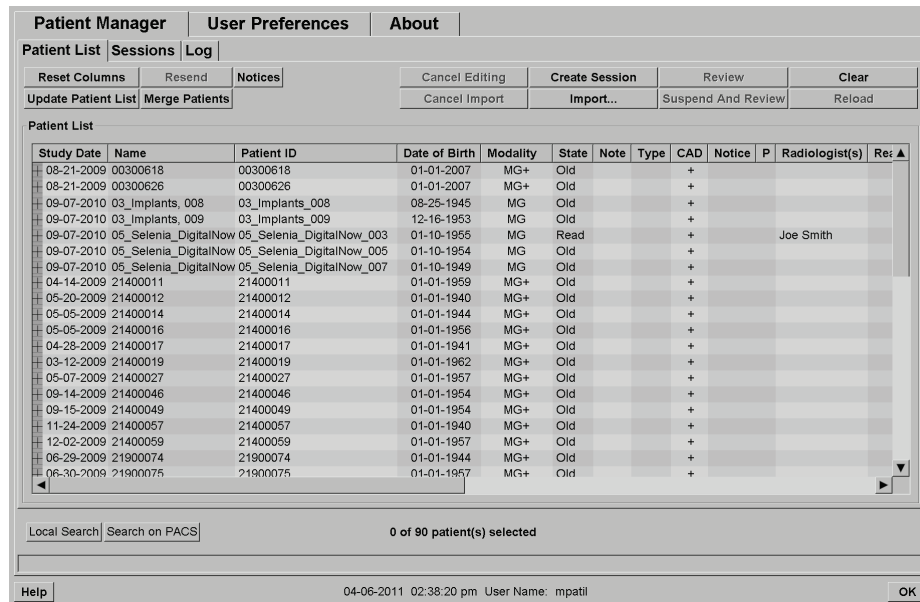 Patient Manager User Preferences About
Patient List Sessions Log
Reset Columns Resend Notices Cancel Editing Create Session Review Clear
Update Patient List Merge Patients Cancel Import Import... Suspend And Review Reload
Patient List
Study Date Name Patient ID Date of Birth Modality State Note Type CAD Notice P Radiologist(s) Rea
08-21-2009 00300618 00300618 01-01-2007 MG+ Old +
08-21-2009 00300626 00300626 01-01-2007 MG+ Old +
09-07-2010 03_Implants, 008 03_Implants_008 08-25-1945 MG Old +
09-07-2010 03_Implants, 009 03_Implants_009 12-16-1953 MG Old +
09-07-2010 05_Selenia_DigitalNow 05_Selenia_DigitalNow_003 01-10-1955 MG Read + Joe Smith
09-07-2010 05_Selenia_DigitalNow 05_Selenia_DigitalNow_005 01-10-1954 MG Old +
09-07-2010 05_Selenia_DigitalNow 05_Selenia_DigitalNow_007 01-10-1949 MG Old +
04-14-2009 21400011 21400011 01-01-1959 MG+ Old +
05-20-2009 21400012 21400012 01-01-1940 MG+ Old +
05-05-2009 21400014 21400014 01-01-1944 MG+ Old +
05-05-2009 21400016 21400016 01-01-1956 MG+ Old +
04-28-2009 21400017 21400017 01-01-1941 MG+ Old +
03-12-2009 21400019 21400019 01-01-1962 MG+ Old +
05-07-2009 21400027 21400027 01-01-1957 MG+ Old +
09-14-2009 21400046 21400046 01-01-1954 MG+ Old +
09-15-2009 21400049 21400049 01-01-1954 MG+ Old +
11-24-2009 21400057 21400057 01-01-1940 MG+ Old +
12-02-2009 21400059 21400059 01-01-1957 MG+ Old +
06-29-2009 21900074 21900074 01-01-1944 MG+ Old +
06-30-2009 21900075 21900075 01-01-1957 MG+ Old +
Local Search Search on PACS 0 of 90 patient(s) selected
Help 04-06-2011 02:38:20 pm User Name: mpatil OK